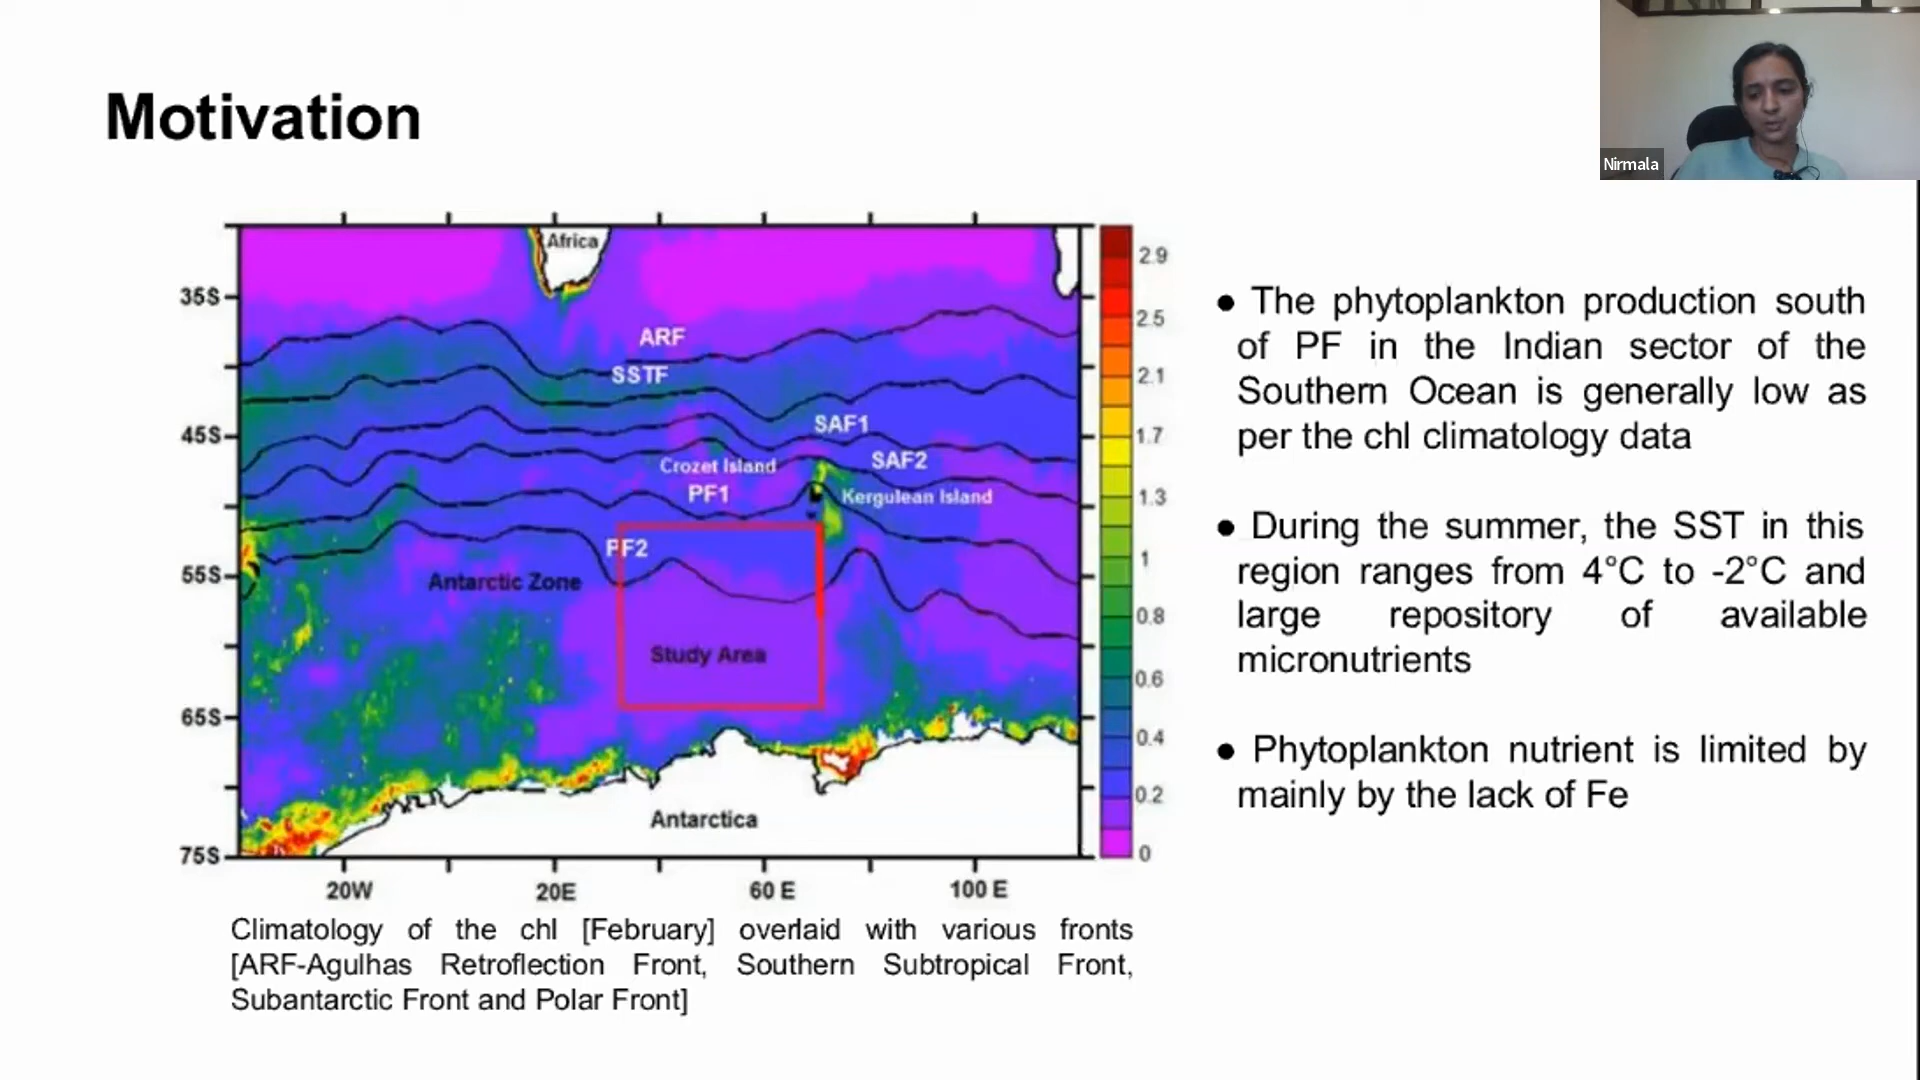 Motivation
Nirmala
Africa
2.9
35S
2.5
ARF
SSTF
2.1
SAF1
45S
1.7
SAF2
Crozet Island
PF1
Kergulean Island
1.3
PF2
1
55S
Antarctic Zone
0.8
Study Area
0.6
65S
0.4
0.2
Antarctica
75S
0
20W
20E
60 E
100 E
Climatology of the chl [February] overlaid with various fronts
[ARF-Agulhas Retroflection Front, Southern Subtropical Front,
Subantarctic Front and Polar Front]
● The phytoplankton production south
of PF in the Indian sector of the
Southern Ocean is generally low as
per the chl climatology data
● During the summer, the SST in this
region ranges from 4°C to -2°C and
large repository of available
micronutrients
● Phytoplankton nutrient is limited by
mainly by the lack of Fe